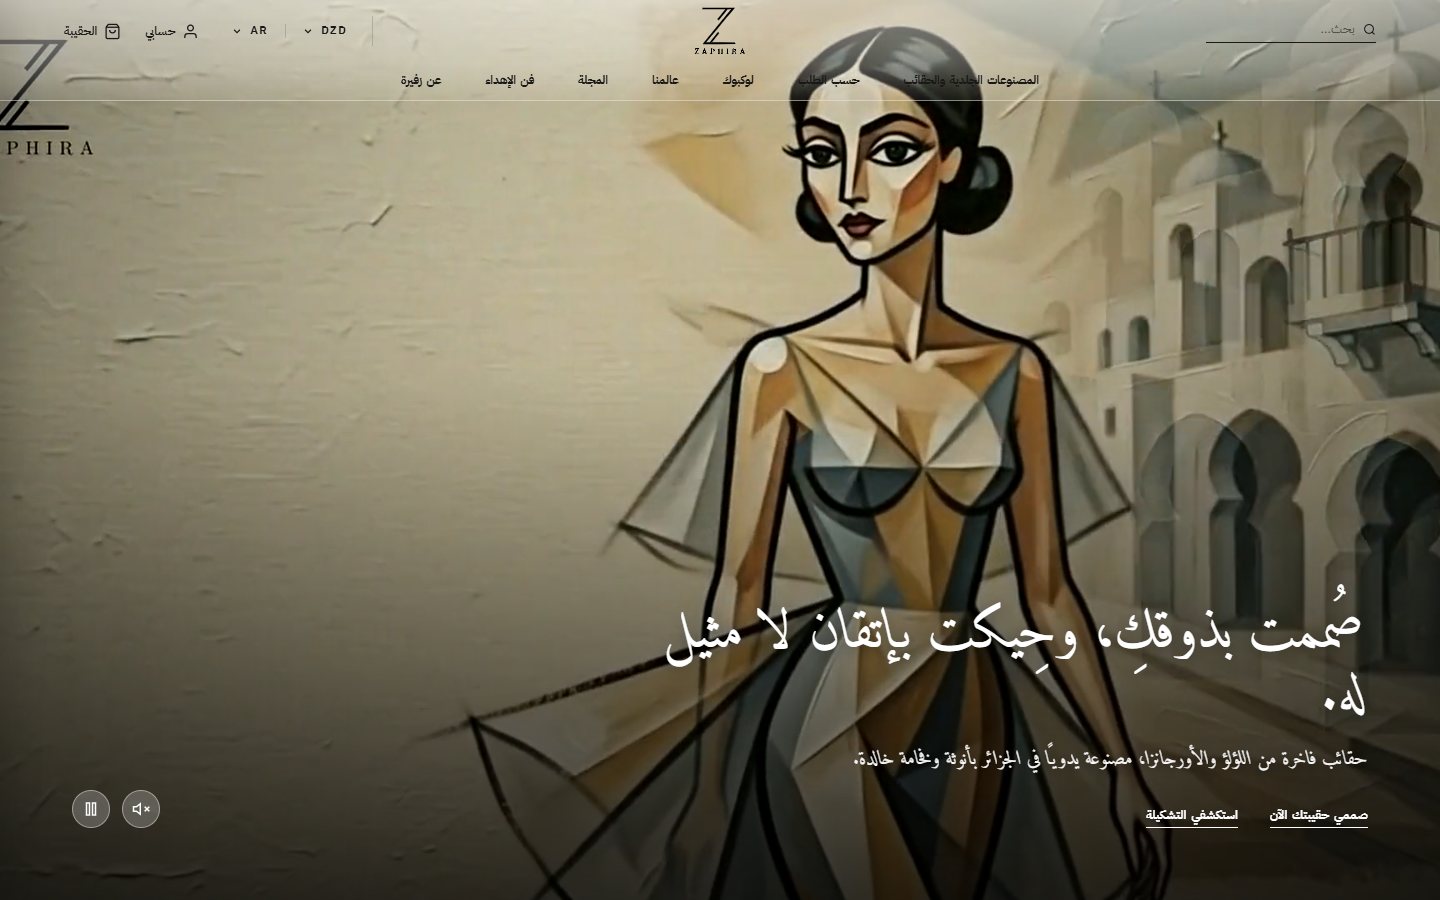 بحث...
ZAPHIRA
DZD
AR
حسابي
الحقيبة
المصنوعات الجلدية والحقائب
حسب الطلب
لوكبوك
عالمنا
المجلة
فن الإهداء
عن زفيرة
PHIRA
صُممت بذوقكِ، وحِيكت بإتقان لا مثيل
له.
حقائب فاخرة من اللؤلؤ والأورجانزا، مصنوعة يدويًا في الجزائر بأنوثة وفخامة خالدة.
صممي حقيبتك الآن
استكشفي التشكيلة